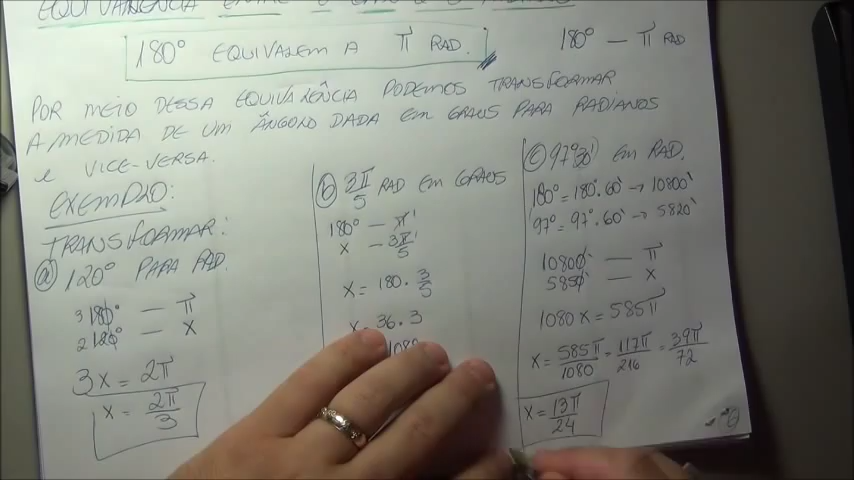 EQUIVALÊNCIA ENTRE O
180° EQUIVALEM A π RAD.
180° — π RAD
POR MEIO DESSA EQUIVALÊNCIA PODEMOS TRANSFORMAR
A MEDIDA DE UM ÂNGULO DADA EM GRAUS PARA RADIANOS
E VICE-VERSA.
EXEMPLO:
TRANSFORMAR:
a) 120° PARA RAD.
3 180° — π
2 120° — x
3x = 2π
x = 2π/3
b) 3π/5 RAD EM GRAUS
180° — π
x — 3π/5
x = 180 · 3/5
x = 36 · 3
108°
c) 97°30' EM RAD.
180° = 180° · 60' → 10800'
97° = 97° · 60' → 5820'
10800' — π
5850' — x
1080 x = 585π
x = 585π/1080 = 117π/216 = 39π/72
x = 13π/24